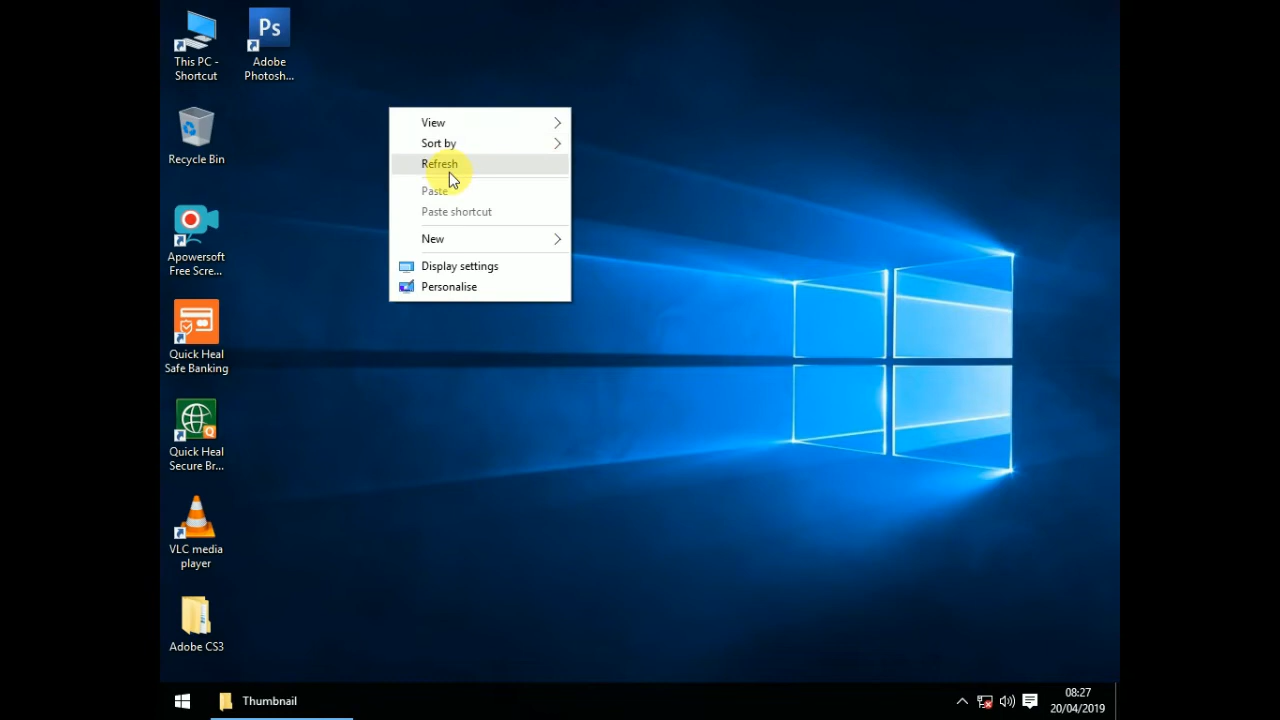 This PC -
Shortcut
Ps
Adobe
Photosh...
Recycle Bin
Apowersoft
Free Scre...
Quick Heal
Safe Banking
Quick Heal
Secure Br...
VLC media
player
Adobe CS3
View
Sort by
Refresh
Paste
Paste shortcut
New
Display settings
Personalise
Thumbnail
08:27
20/04/2019